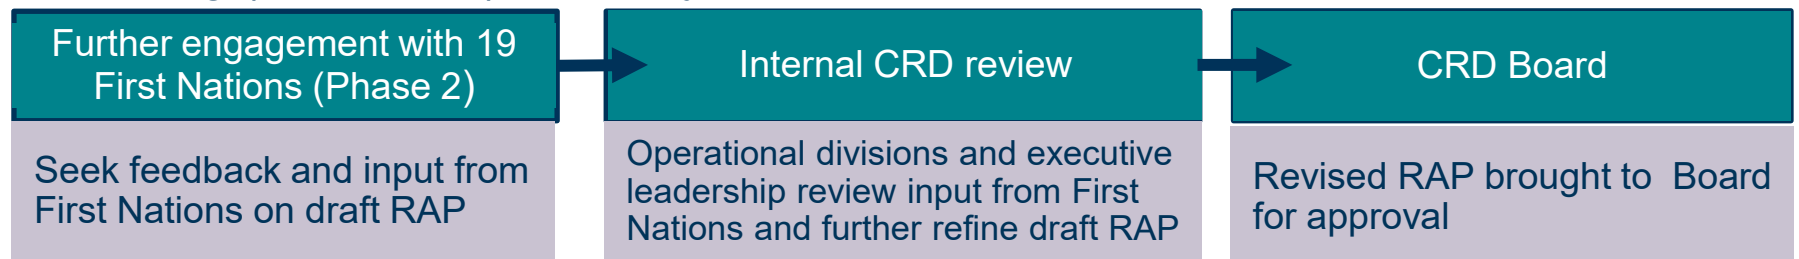 Further engagement with 19
First Nations (Phase 2)
Seek feedback and input from
First Nations on draft RAP
Internal CRD review
Operational divisions and executive
leadership review input from First
Nations and further refine draft RAP
CRD Board
Revised RAP brought to  Board
for approval